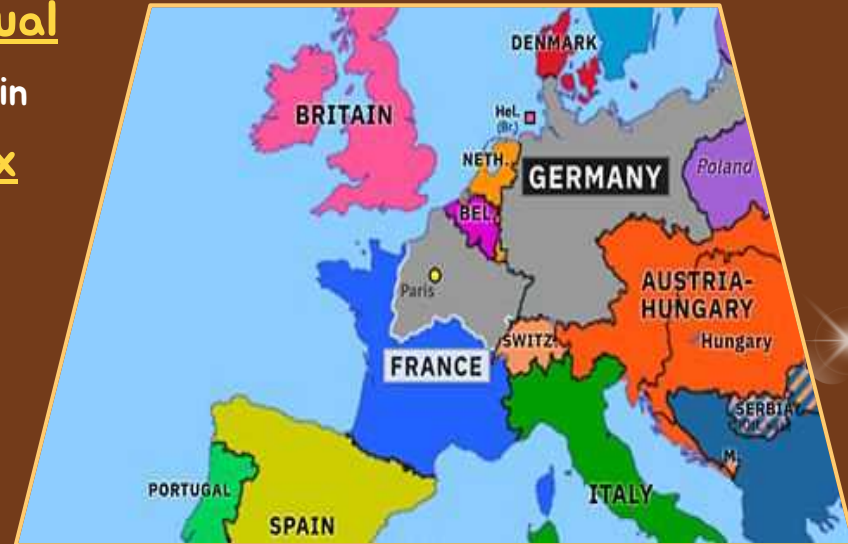 ual
in
x
DENMARK
BRITAIN
Hel.
(Br.)
NETH.
GERMANY
Poland
BEL.
Paris
AUSTRIA-
HUNGARY
SWITZ.
Hungary
FRANCE
SERBIA
M.
PORTUGAL
ITALY
SPAIN